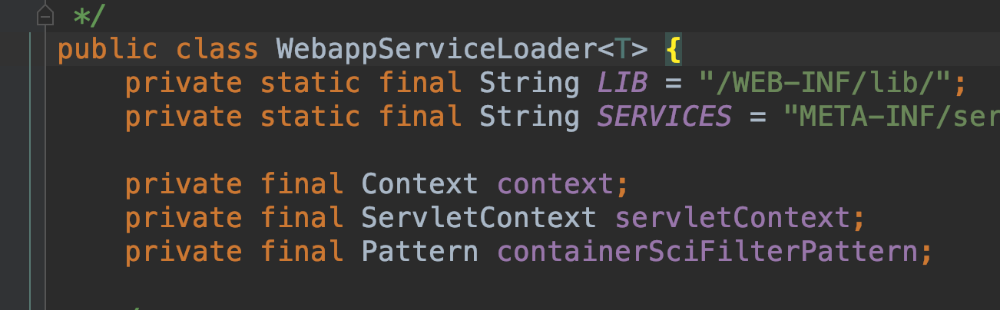 */
public class WebappServiceLoader<T> {
private static final String LIB = "/WEB-INF/lib/";
private static final String SERVICES = "META-INF/ser
private final Context context;
private final ServletContext servletContext;
private final Pattern containerSciFilterPattern;